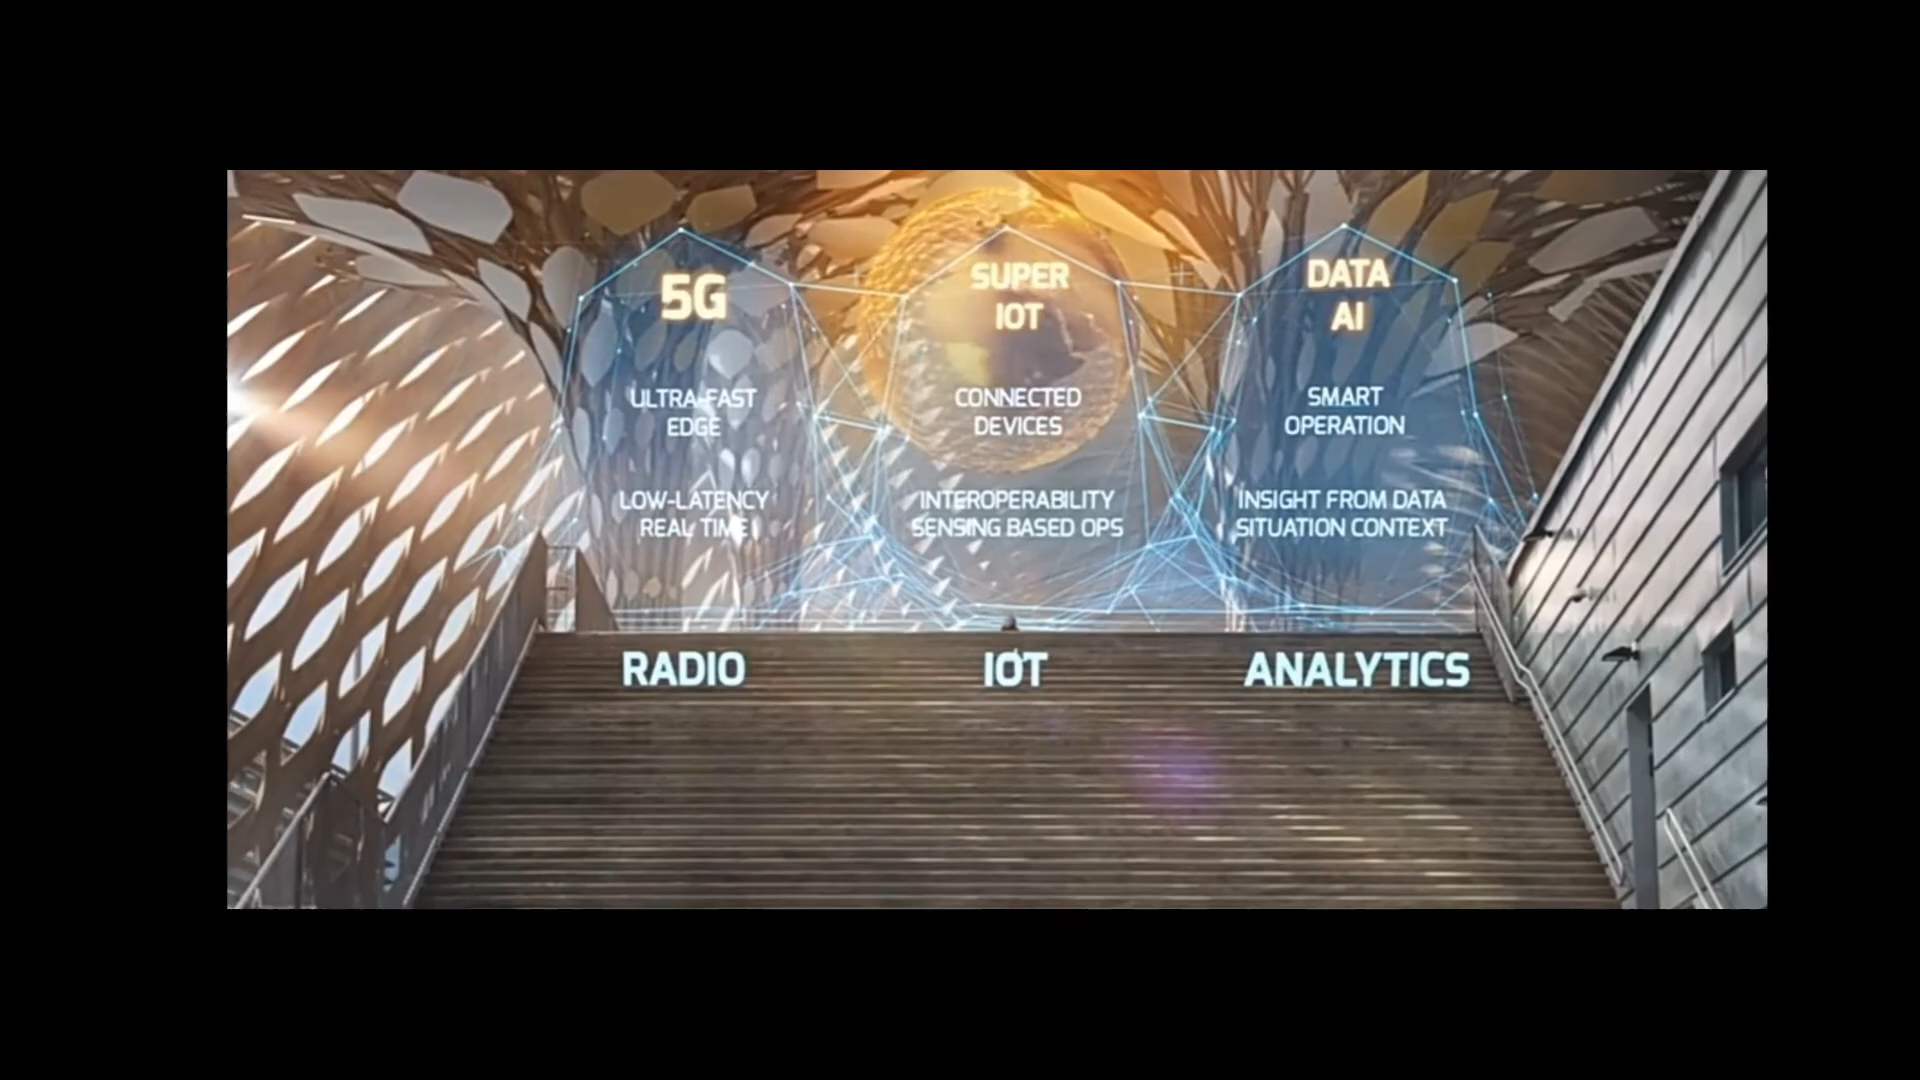 5G
ULTRA-FAST
EDGE
LOW-LATENCY
REAL TIME
RADIO
SUPER
IOT
CONNECTED
DEVICES
INTEROPERABILITY
SENSING BASED OPS
IOT
DATA
AI
SMART
OPERATION
INSIGHT FROM DATA
SITUATION CONTEXT
ANALYTICS